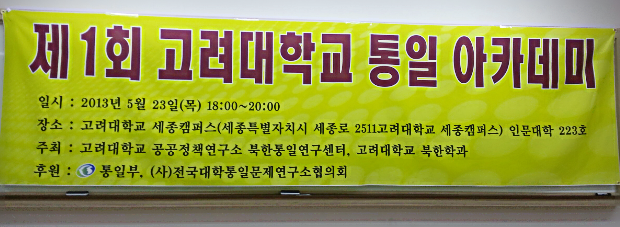 제1회 고려대학교 통일 아카데미
일시 : 2013년 5월 23일(목) 18:00~20:00
장소 : 고려대학교 세종캠퍼스(세종특별자치시 세종로 2511고려대학교 세종캠퍼스) 인문대학 223호
주최 : 고려대학교 공공정책연구소 북한통일연구센터, 고려대학교 북한학과
후원 : 통일부, (사)전국대학통일문제연구소협의회